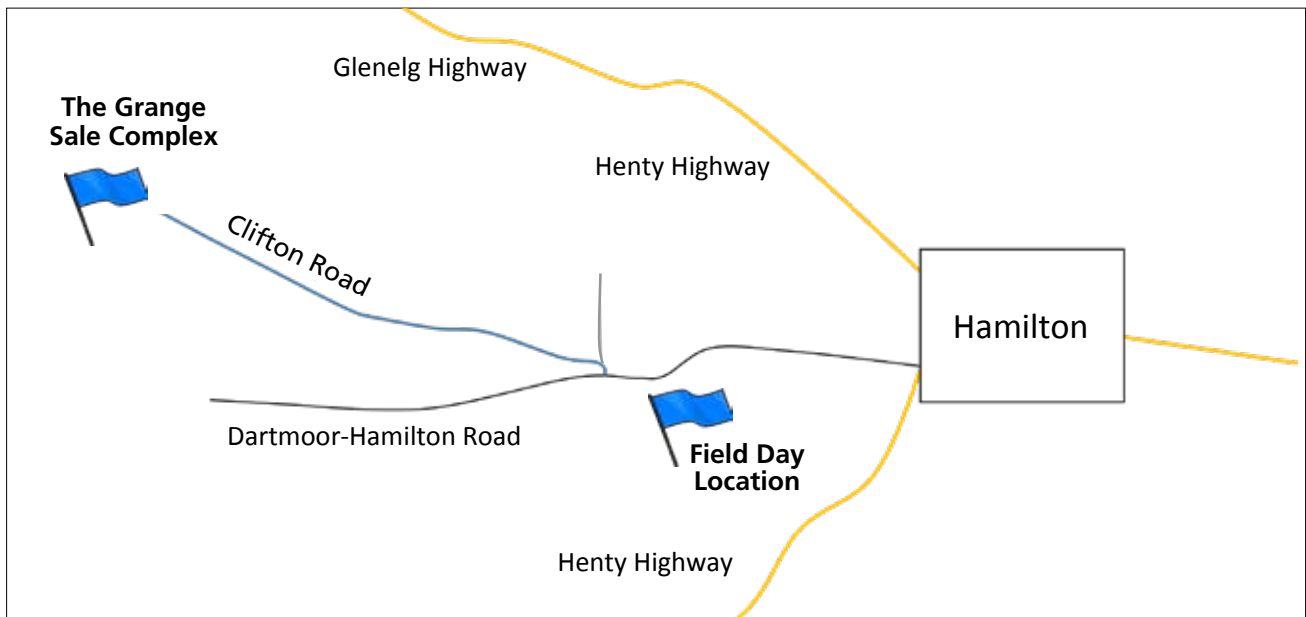 Glenelg Highway
The Grange
Sale Complex
Henty Highway
Clifton Road
Hamilton
Dartmoor-Hamilton Road
Field Day
Location
Henty Highway